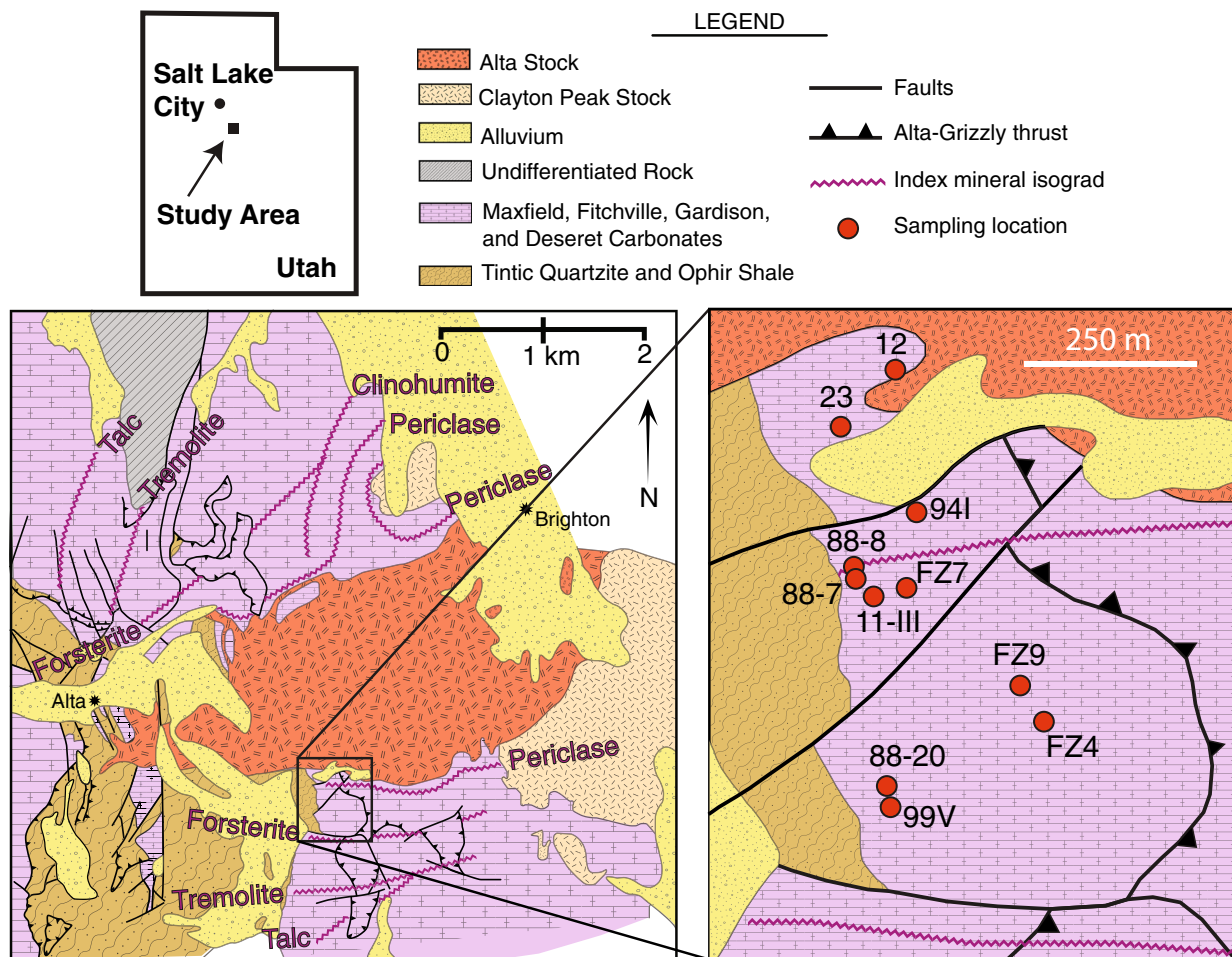 LEGEND
Salt Lake
City
Study Area
Utah
Alta Stock
Clayton Peak Stock
Alluvium
Undifferentiated Rock
Maxfield, Fitchville, Gardison,
and Deseret Carbonates
Tintic Quartzite and Ophir Shale
Faults
Alta-Grizzly thrust
Index mineral isograd
Sampling location
0
1 km
2
Clinohumite
Periclase
Talc
Tremolite
Periclase
N
Brighton
Forsterite
Alta
Periclase
Forsterite
Tremolite
Talc
250 m
12
23
94I
88-8
FZ7
88-7
11-III
FZ9
FZ4
88-20
99V